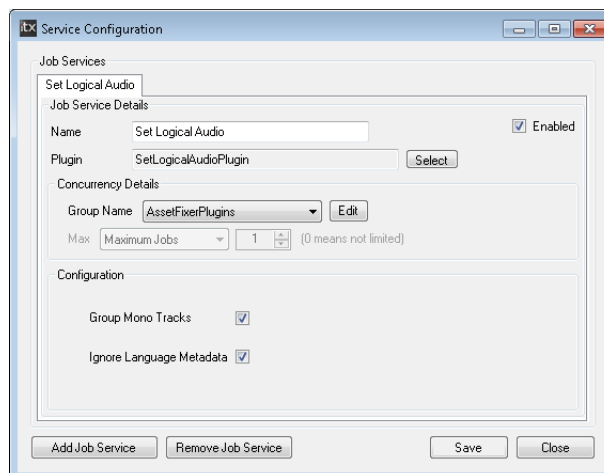 itx Service Configuration
Job Services
Set Logical Audio
Job Service Details
Name Set Logical Audio Enabled
Plugin SetLogicalAudioPlugin Select
Concurrency Details
Group Name AssetFixerPlugins Edit
Max Maximum Jobs 1 (0 means not limited)
Configuration
Group Mono Tracks
Ignore Language Metadata
Add Job Service Remove Job Service Save Close